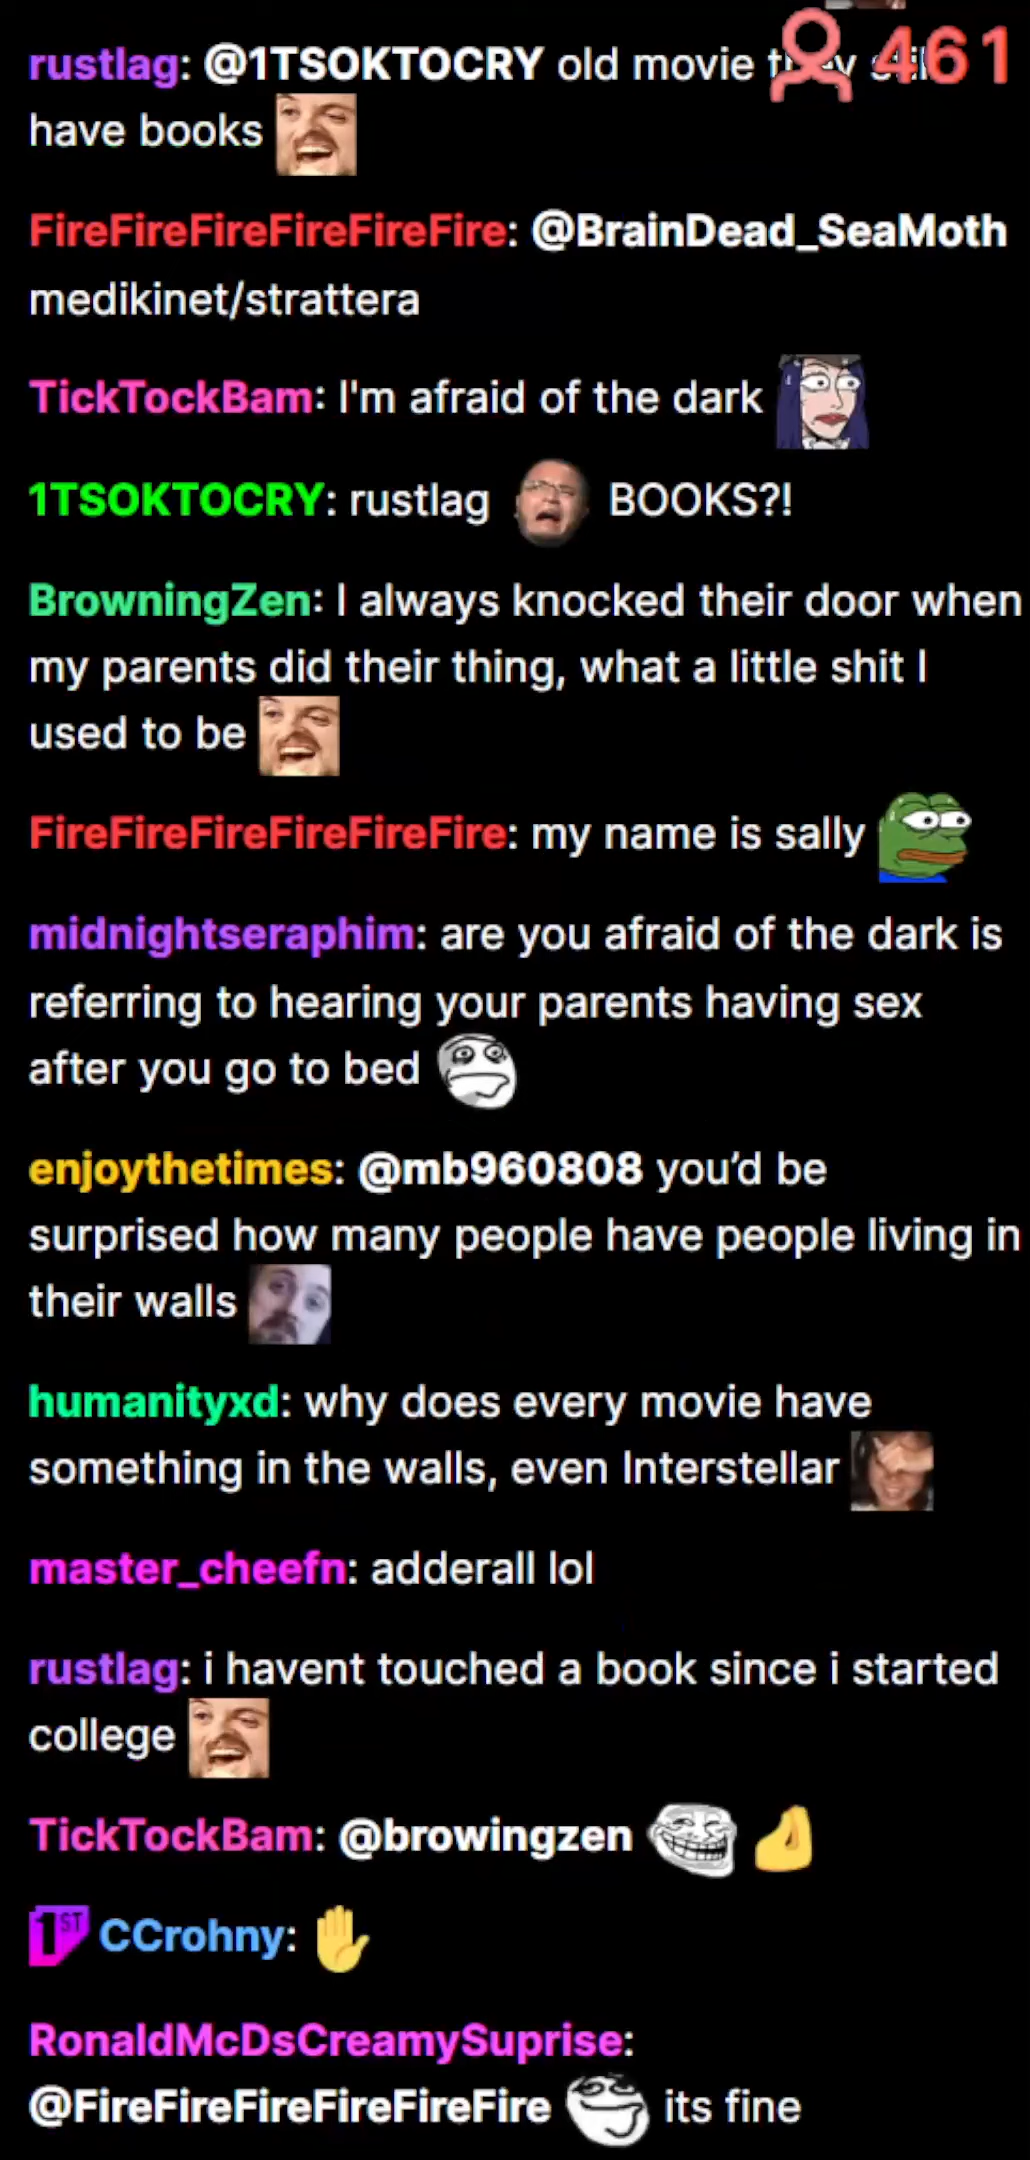 rustlag: @1TSOKTOCRY old movie they still 461
have books
FireFireFireFireFireFire: @BrainDead_SeaMoth
medikinet/strattera
TickTockBam: I'm afraid of the dark
1TSOKTOCRY: rustlag BOOKS?!
BrowningZen: I always knocked their door when
my parents did their thing, what a little shit I
used to be
FireFireFireFireFireFire: my name is sally
midnightseraphim: are you afraid of the dark is
referring to hearing your parents having sex
after you go to bed
enjoythetimes: @mb960808 you’d be
surprised how many people have people living in
their walls
humanityxd: why does every movie have
something in the walls, even Interstellar
master_cheefn: adderall lol
rustlag: i havent touched a book since i started
college
TickTockBam: @browingzen
1ST CCrohny:
RonaldMcDsCreamySuprise:
@FireFireFireFireFireFire its fine